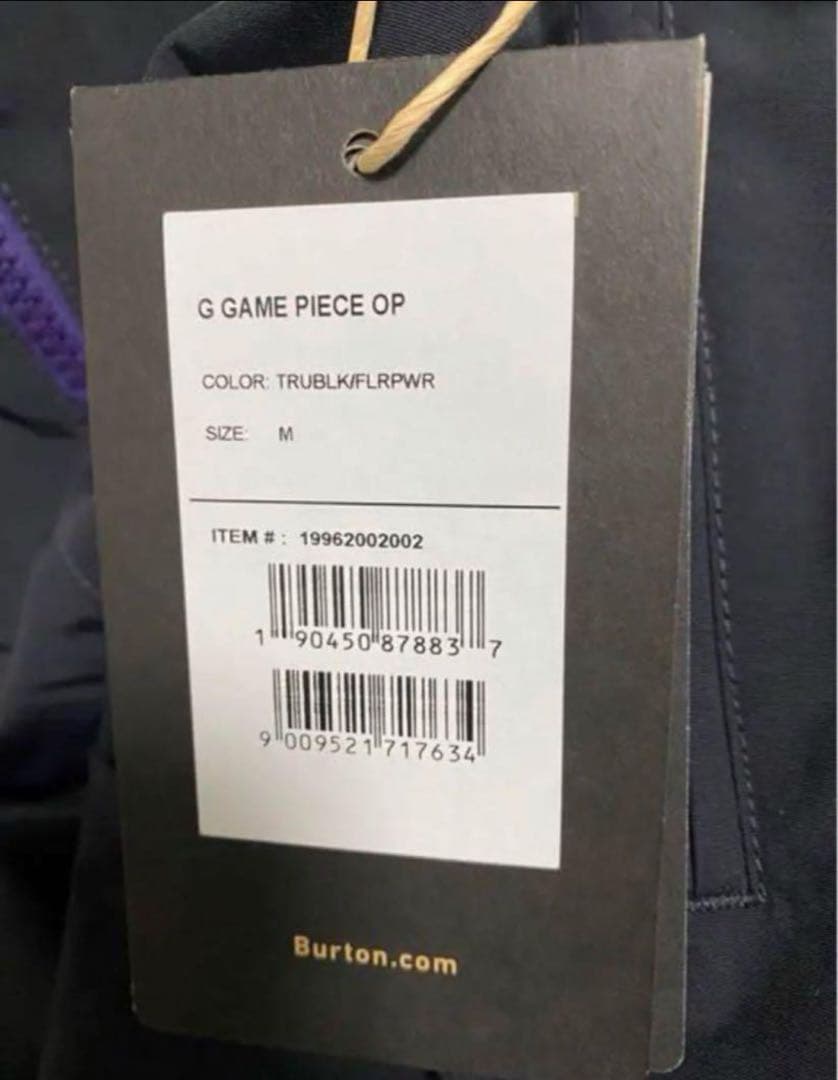 G GAME PIECE OP
COLOR: TRUBLK/FLRPWR
SIZE: M
ITEM # : 19962002002
1 90450 87883 7
9 009521 717634
Burton.com